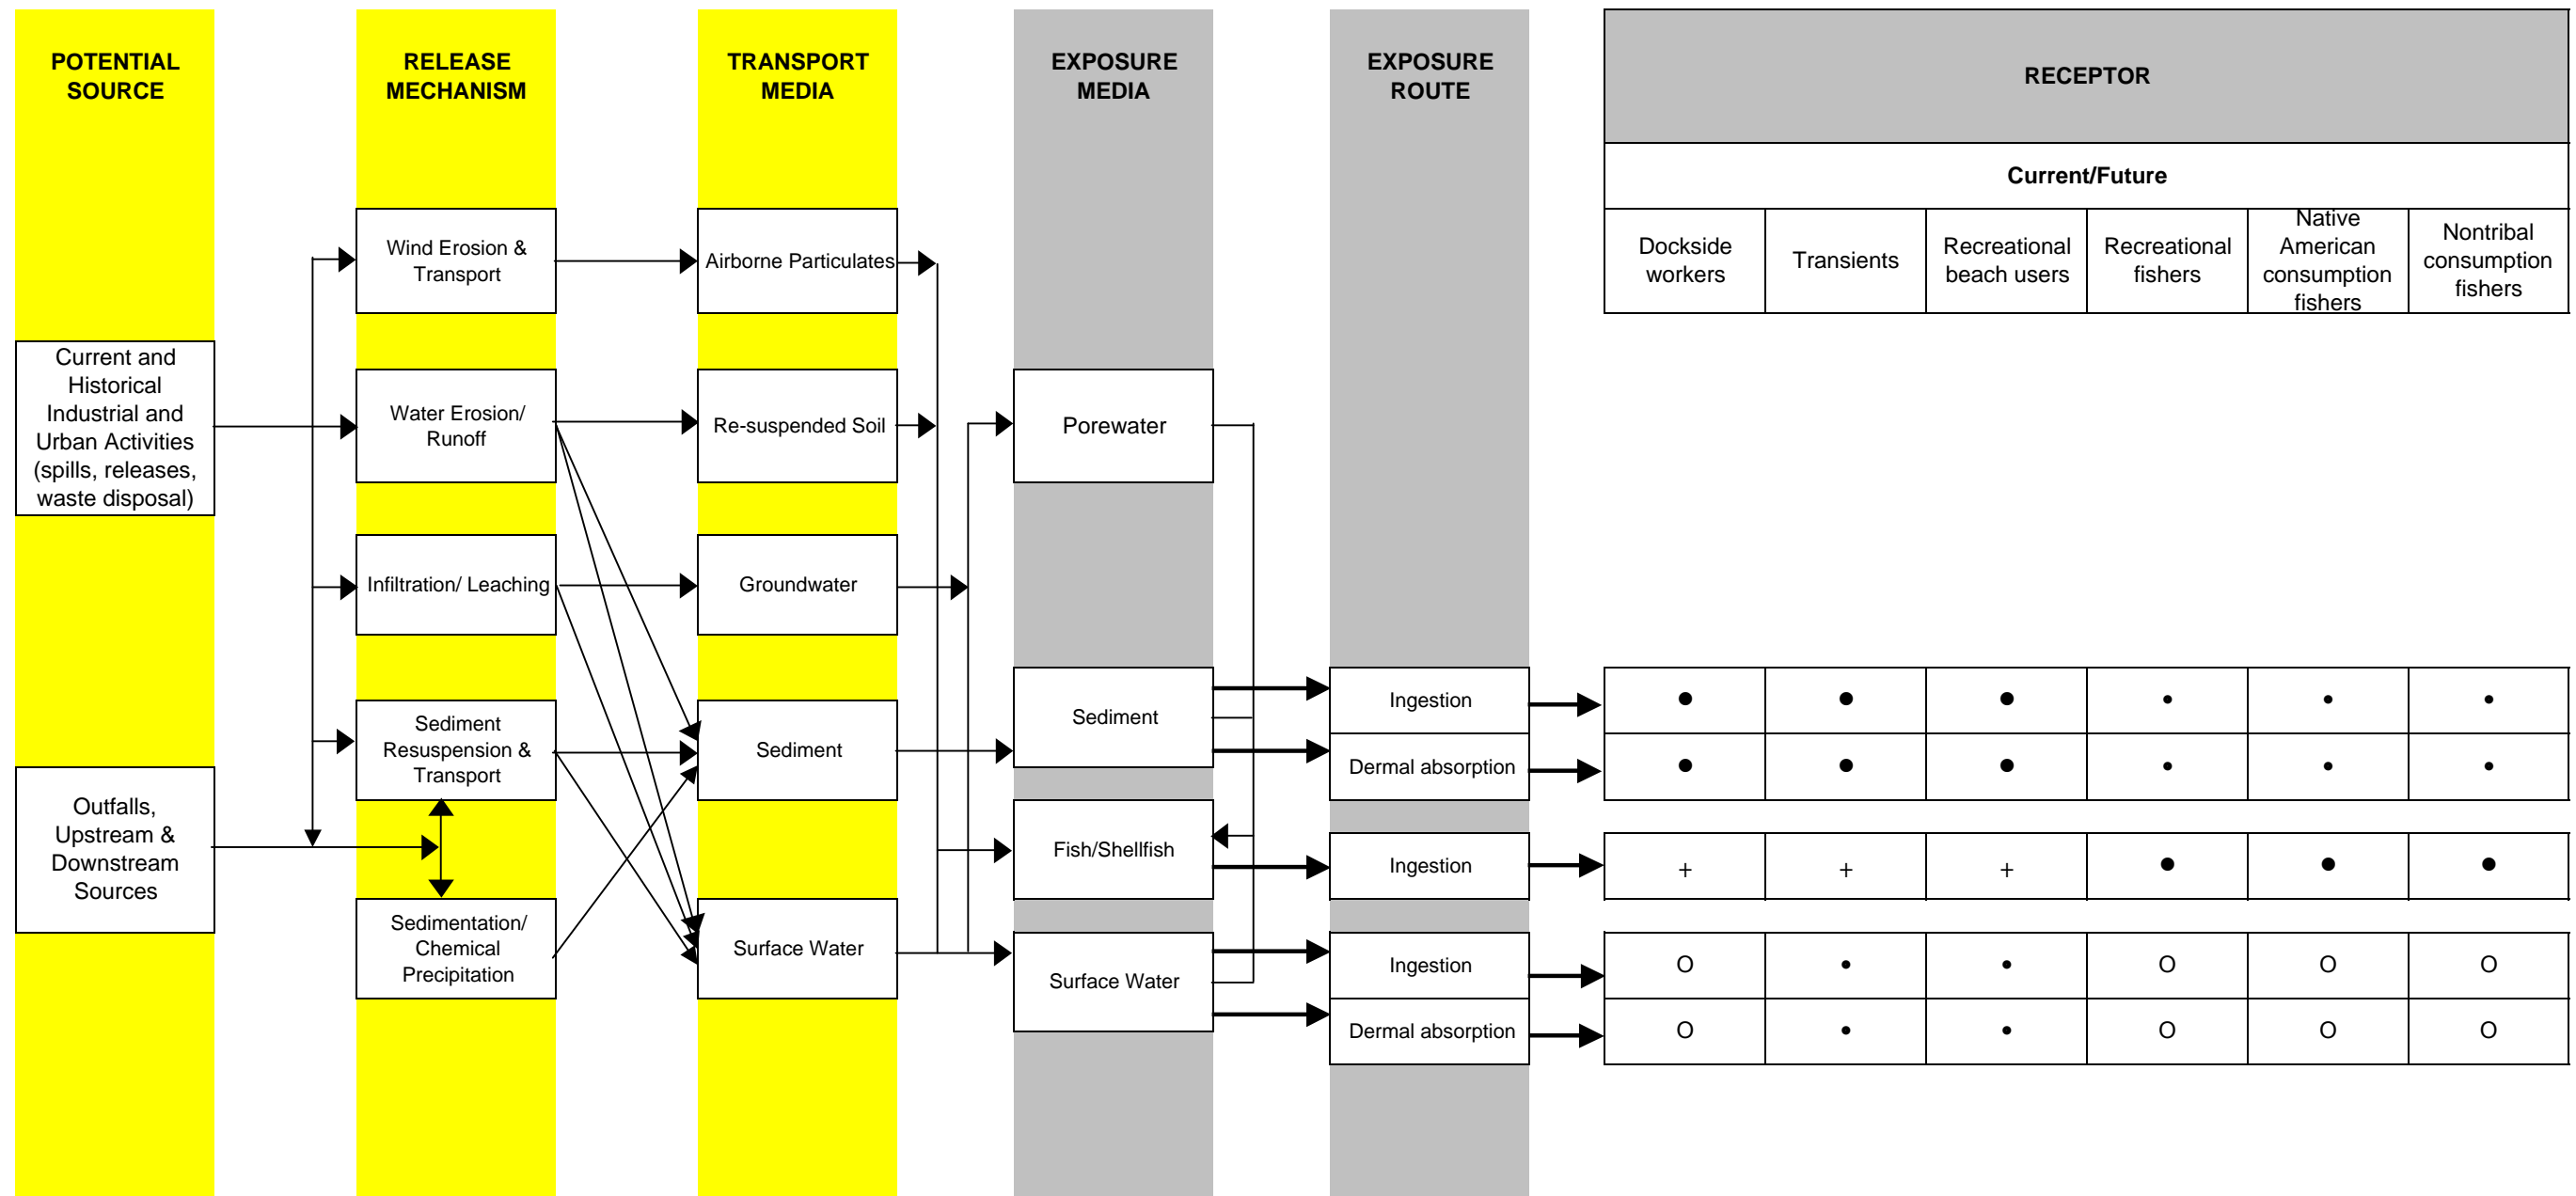 POTENTIAL
SOURCE
RELEASE
MECHANISM
TRANSPORT
MEDIA
EXPOSURE
MEDIA
EXPOSURE
ROUTE
RECEPTOR
Current/Future
Dockside
workers
Transients
Recreational
beach users
Recreational
fishers
Native
American
consumption
fishers
Nontribal
consumption
fishers
Current and
Historical
Industrial and
Urban Activities
(spills, releases,
waste disposal)
Outfalls,
Upstream &
Downstream
Sources
Wind Erosion &
Transport
Water Erosion/
Runoff
Infiltration/ Leaching
Sediment
Resuspension &
Transport
Sedimentation/
Chemical
Precipitation
Airborne Particulates
Re-suspended Soil
Groundwater
Sediment
Surface Water
Porewater
Sediment
Fish/Shellfish
Surface Water
Ingestion
● ● ● • • •
Dermal absorption
● ● ● • • •
Ingestion
+ + + ● ● ●
Ingestion
O • • O O O
Dermal absorption
O • • O O O